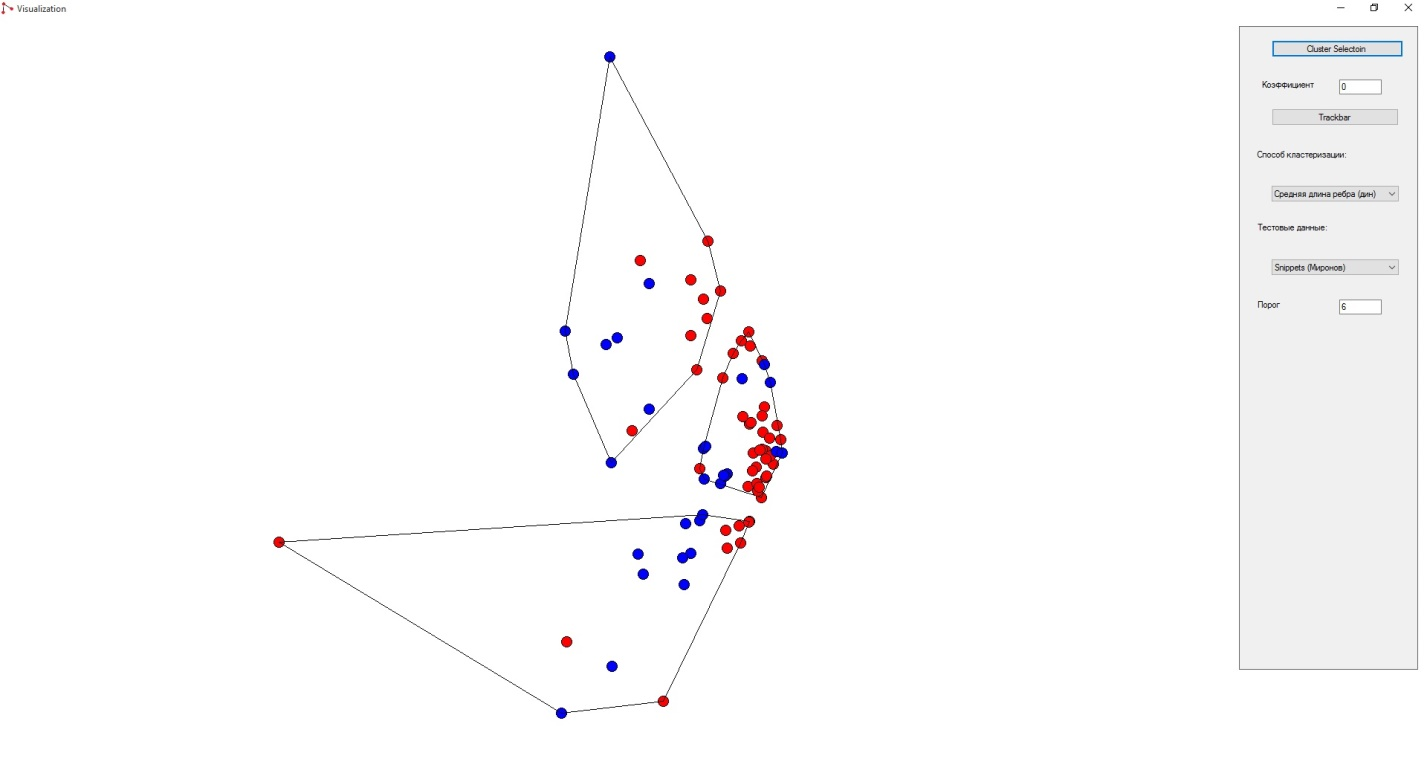 Visualization
Cluster Selectoin
Коэффициент
0
Trackbar
Способ кластеризации:
Средняя длина ребра (дин)
Тестовые данные:
Snippets (Миронов)
Порог
6